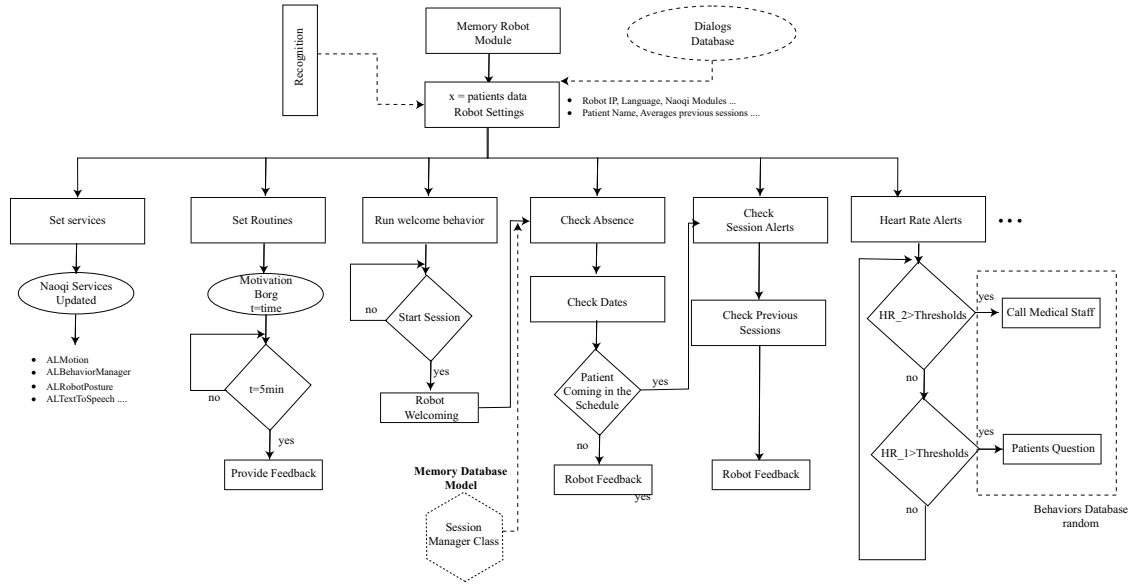 Recognition
Memory Robot
Module
Dialogs
Database
x = patients data
Robot Settings
● Robot IP, Language, Naoqi Modules ...
● Patient Name, Averages previous sessions ....
Set services
Set Routines
Run welcome behavior
Check Absence
Check
Session Alerts
Heart Rate Alerts
•••
Naoqi Services
Updated
● ALMotion
● ALBehaviorManager
● ALRobotPosture
● ALTextToSpeech ....
Motivation
Borg
t=time
t=5min
no
yes
Provide Feedback
Start Session
no
yes
Robot
Welcoming
Memory Database
Model
Session
Manager Class
Check Dates
Patient
Coming in the
Schedule
yes
no
Robot Feedback
yes
Check Previous
Sessions
Robot Feedback
HR_2>Thresholds
yes
Call Medical Staff
no
HR_1>Thresholds
yes
Patients Question
no
Behaviors Database
random